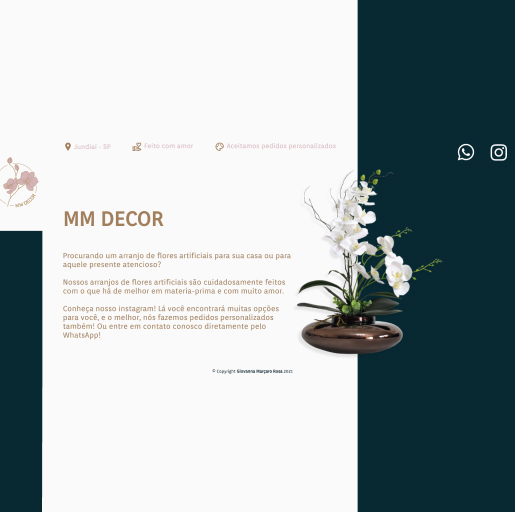 Jundiaí - SP
Feito com amor
Aceitamos pedidos personalizados
MM DECOR
MM DECOR
Procurando um arranjo de flores artificiais para sua casa ou para
aquele presente atencioso?
Nossos arranjos de flores artificiais são cuidadosamente feitos
com o que há de melhor em matéria-prima e com muito amor.
Conheça nosso instagram! Lá você encontrará muitas opções
para você, e o melhor, nós fazemos pedidos personalizados
também! Ou entre em contato conosco diretamente pelo
WhatsApp!
© Copyright Giovanna Marçaro Rosa 2021